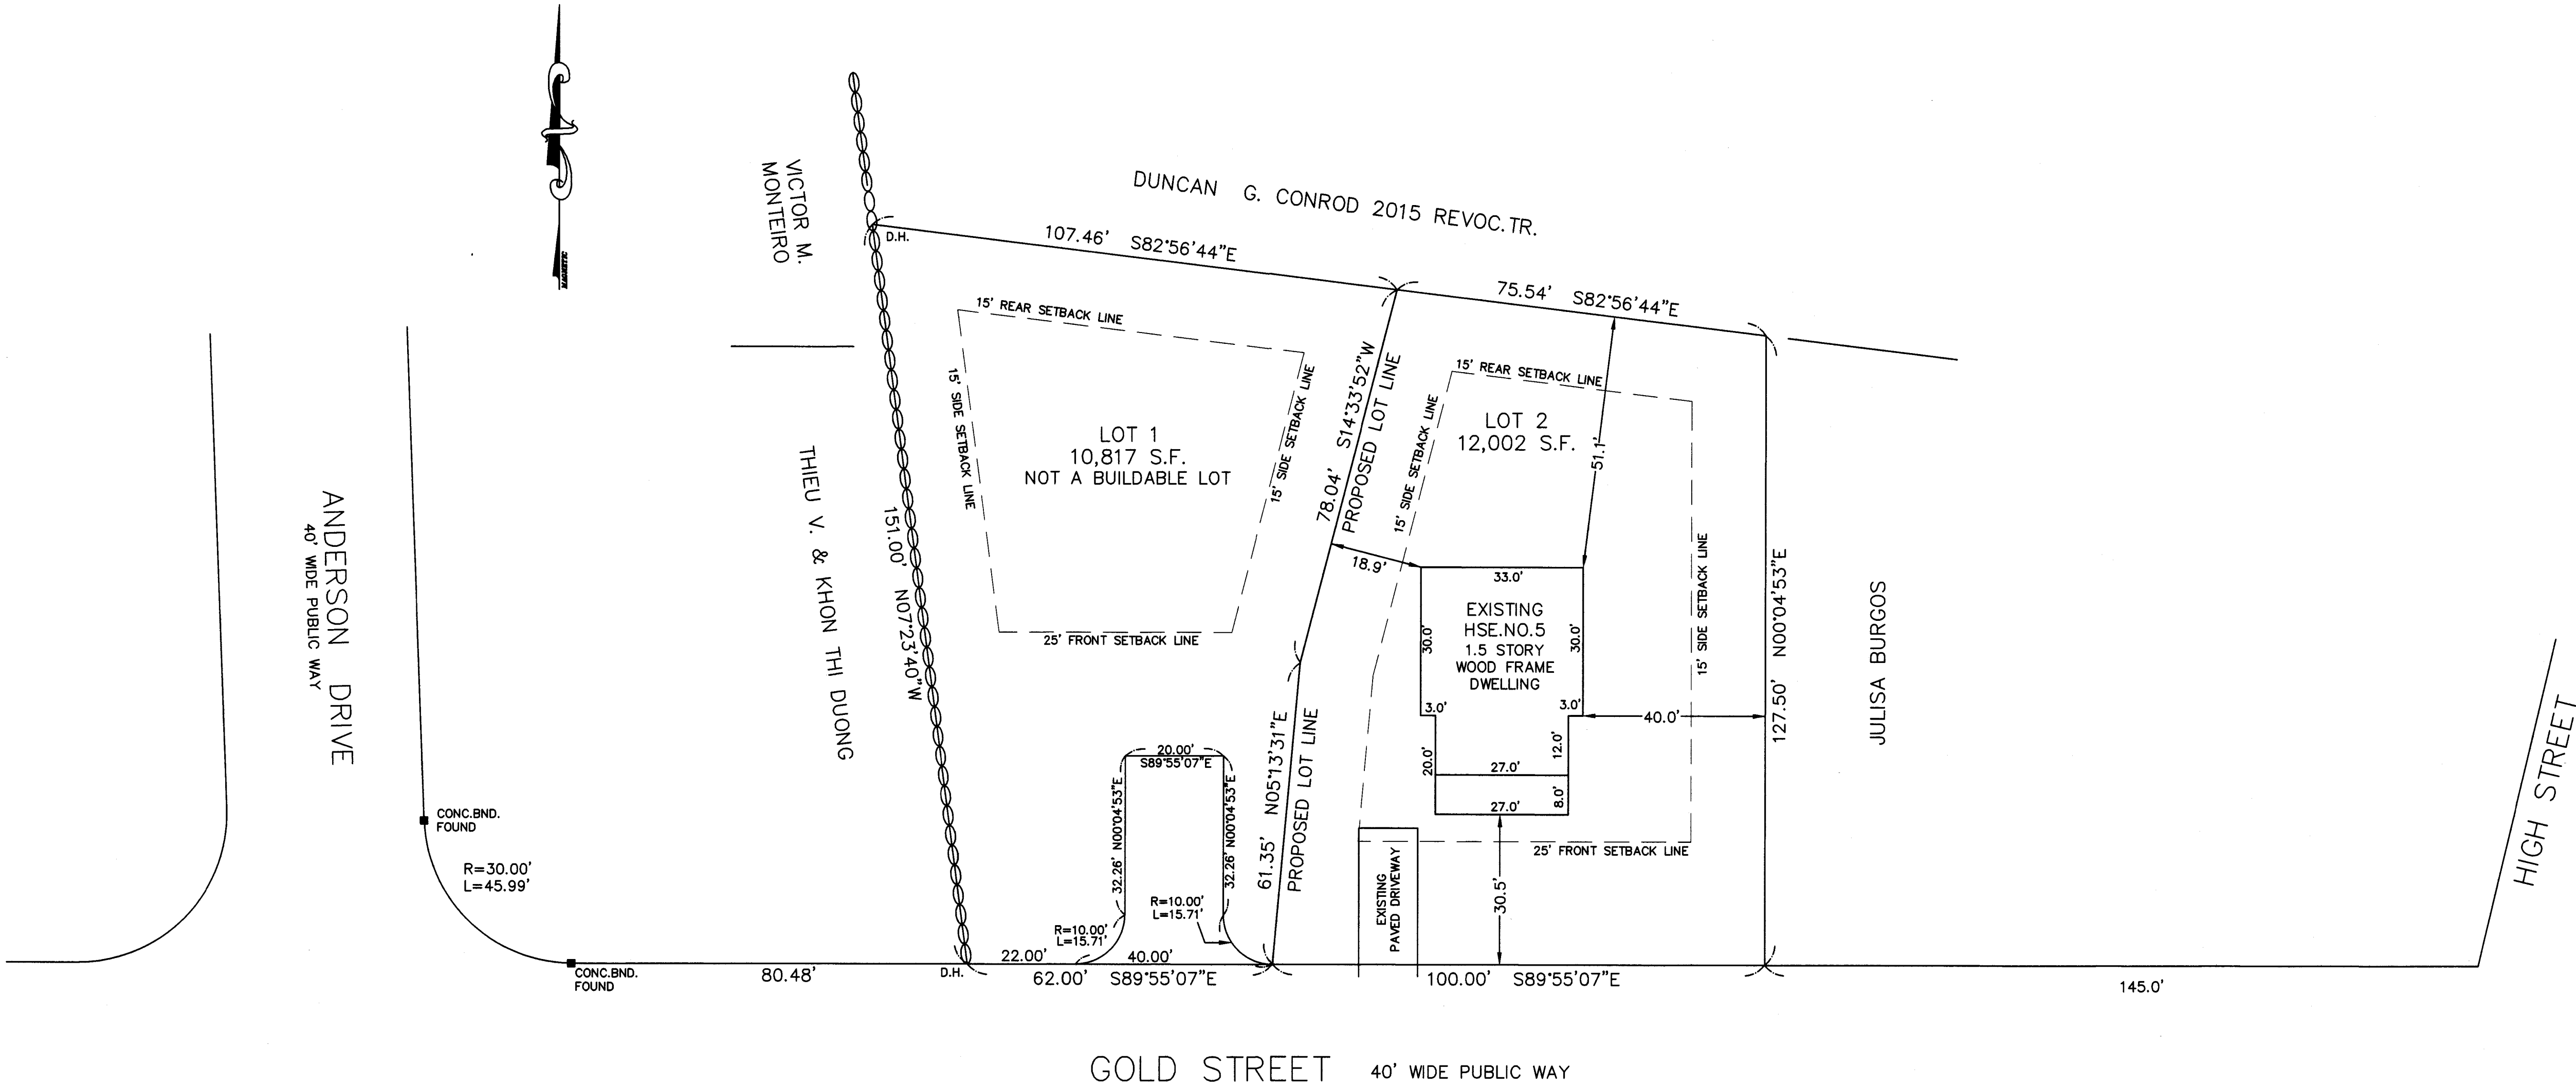 MAGNETIC
VICTOR M.
MONTEIRO
DUNCAN G. CONROD 2015 REVOC.TR.
D.H.
107.46' S82°56'44"E
75.54' S82°56'44"E
15' REAR SETBACK LINE
15' SIDE SETBACK LINE
15' SIDE SETBACK LINE
LOT 1
10,817 S.F.
NOT A BUILDABLE LOT
25' FRONT SETBACK LINE
78.04' S14°33'52"W
PROPOSED LOT LINE
15' REAR SETBACK LINE
15' SIDE SETBACK LINE
LOT 2
12,002 S.F.
51.1'
15' SIDE SETBACK LINE
127.50' N00°04'53"E
JULISA BURGOS
ANDERSON DRIVE
40' WIDE PUBLIC WAY
THIEU V. & KHON THI DUONG
151.00' N07°23'40"W
18.9'
33.0'
EXISTING
HSE.NO.5
1.5 STORY
WOOD FRAME
DWELLING
30.0'
30.0'
3.0'
3.0'
40.0'
20.0'
12.0'
27.0'
27.0'
8.0'
25' FRONT SETBACK LINE
30.5'
EXISTING
PAVED DRIVEWAY
61.35' N05°13'31"E
PROPOSED LOT LINE
20.00'
S89°55'07"E
32.26' N00°04'53"E
32.26' N00°04'53"E
R=10.00'
L=15.71'
R=10.00'
L=15.71'
CONC.BND.
FOUND
R=30.00'
L=45.99'
CONC.BND.
FOUND
80.48'
D.H.
22.00'
40.00'
62.00' S89°55'07"E
100.00' S89°55'07"E
145.0'
HIGH STREET
GOLD STREET 40' WIDE PUBLIC WAY